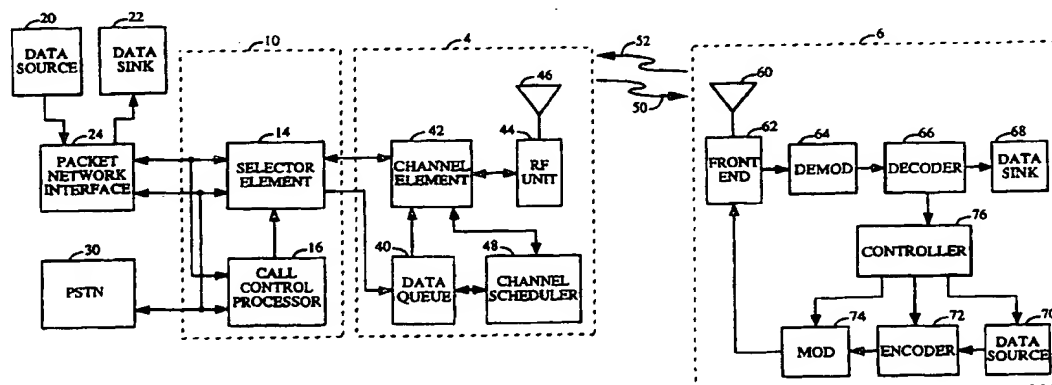 20
DATA
SOURCE
22
DATA
SINK
24
PACKET
NETWORK
INTERFACE
30
PSTN
10
14
SELECTOR
ELEMENT
16
CALL
CONTROL
PROCESSOR
4
42
CHANNEL
ELEMENT
46
44
RF
UNIT
40
DATA
QUEUE
48
CHANNEL
SCHEDULER
52
50
6
60
62
FRONT
END
64
DEMOD
66
DECODER
68
DATA
SINK
76
CONTROLLER
74
MOD
72
ENCODER
70
DATA
SOURCE